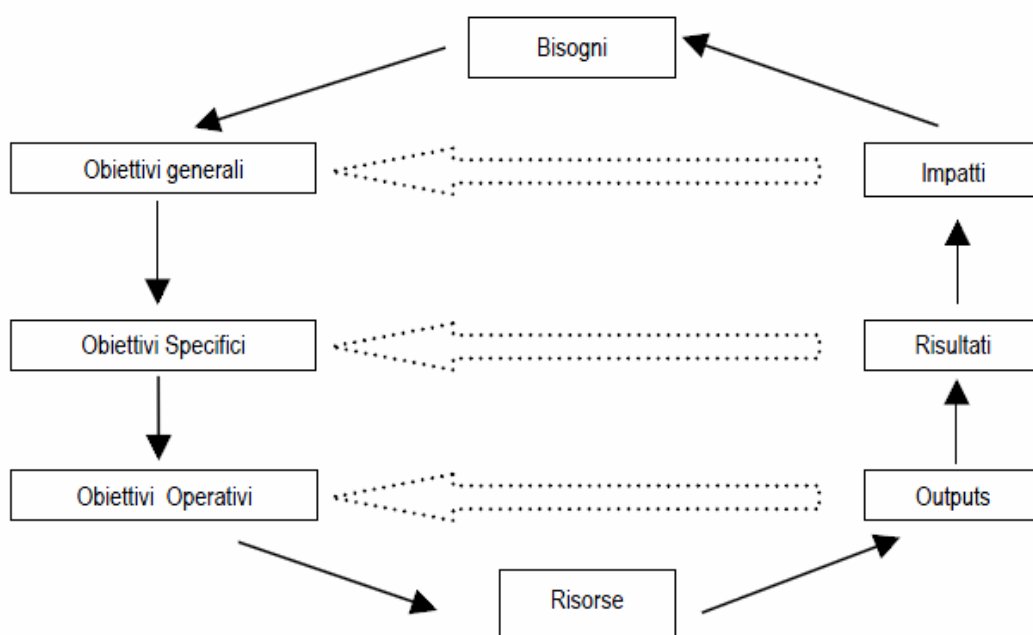 Bisogni
Obiettivi generali
Impatti
Obiettivi Specifici
Risultati
Obiettivi Operativi
Outputs
Risorse